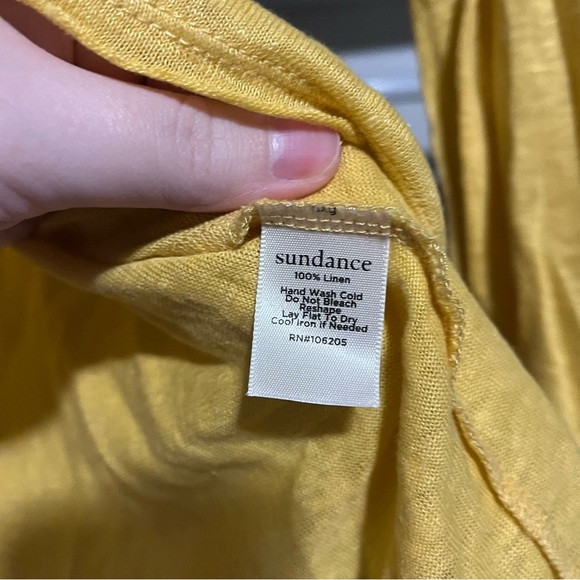 sundance
100% Linen
Hand Wash Cold
Do Not Bleach
Reshape
Lay Flat To Dry
Cool Iron If Needed
RN#106205